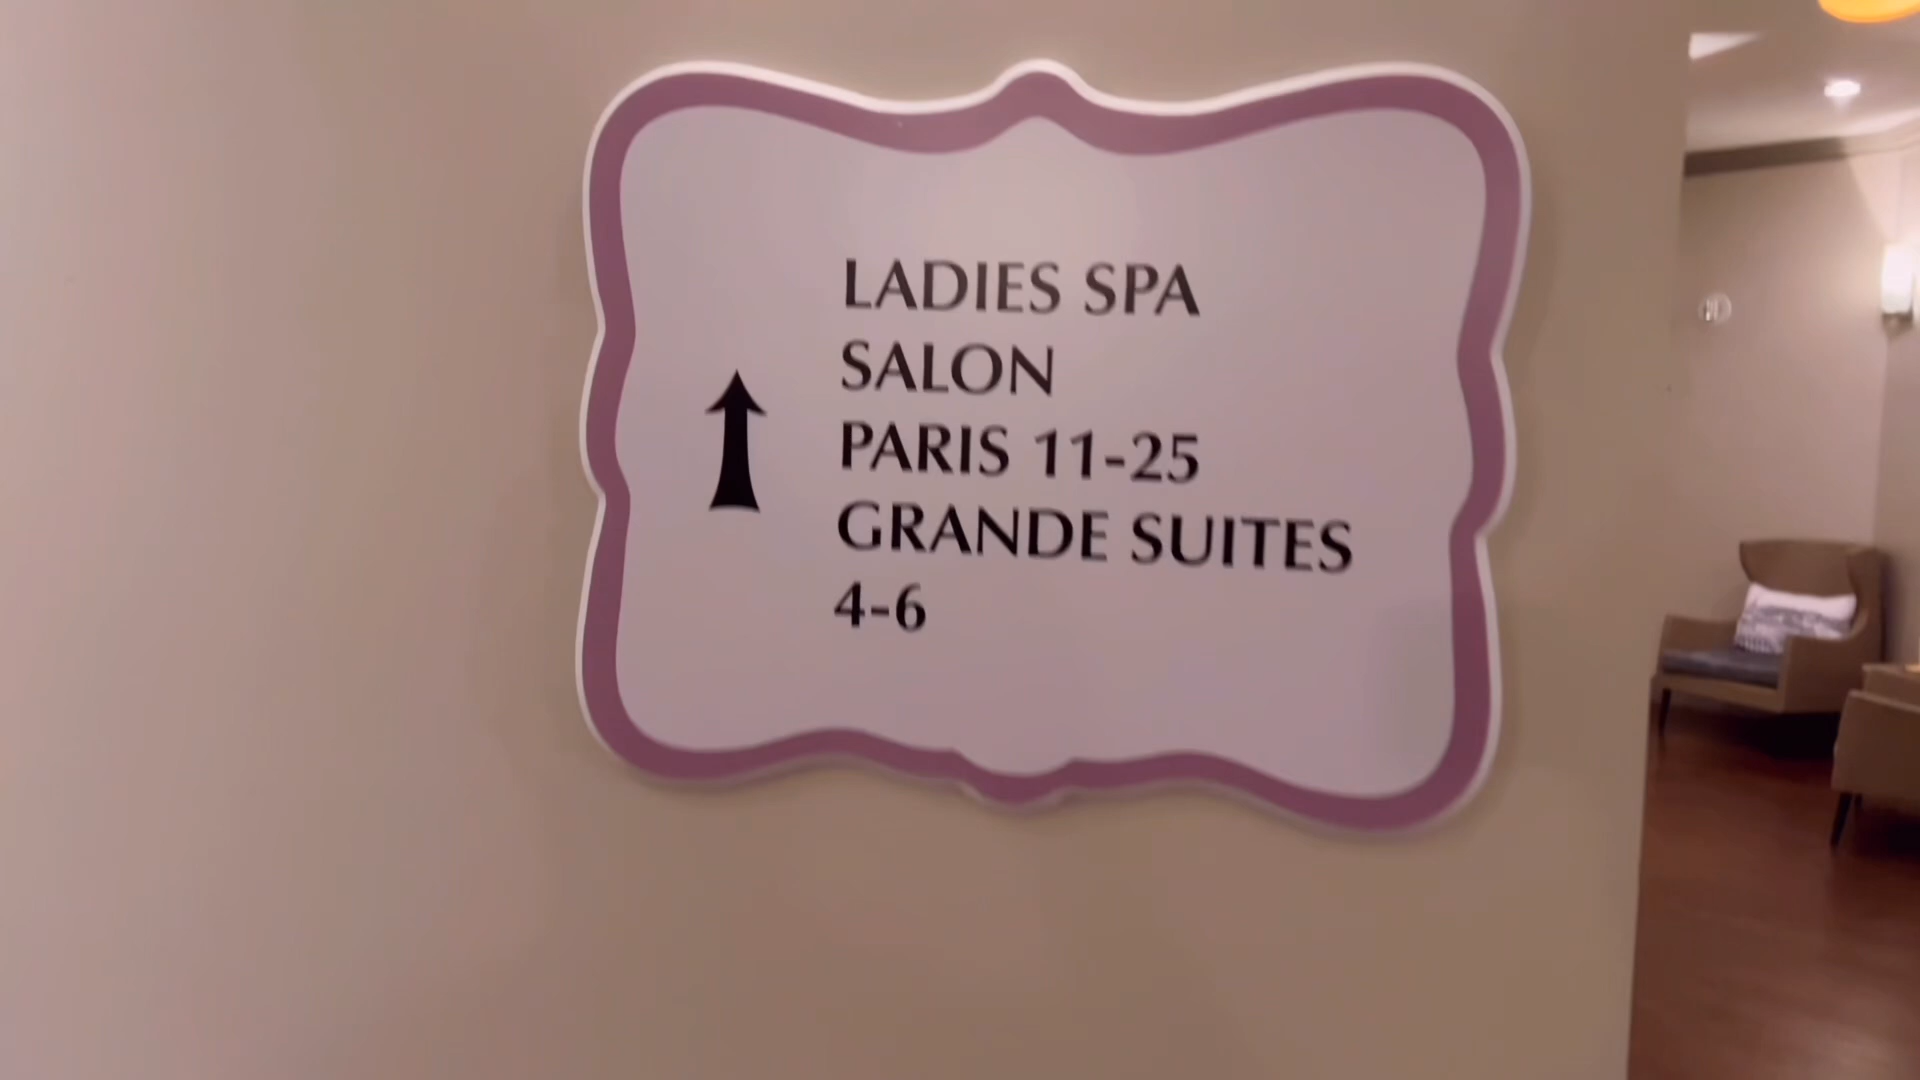 LADIES SPA
SALON
PARIS 11-25
GRANDE SUITES
4-6